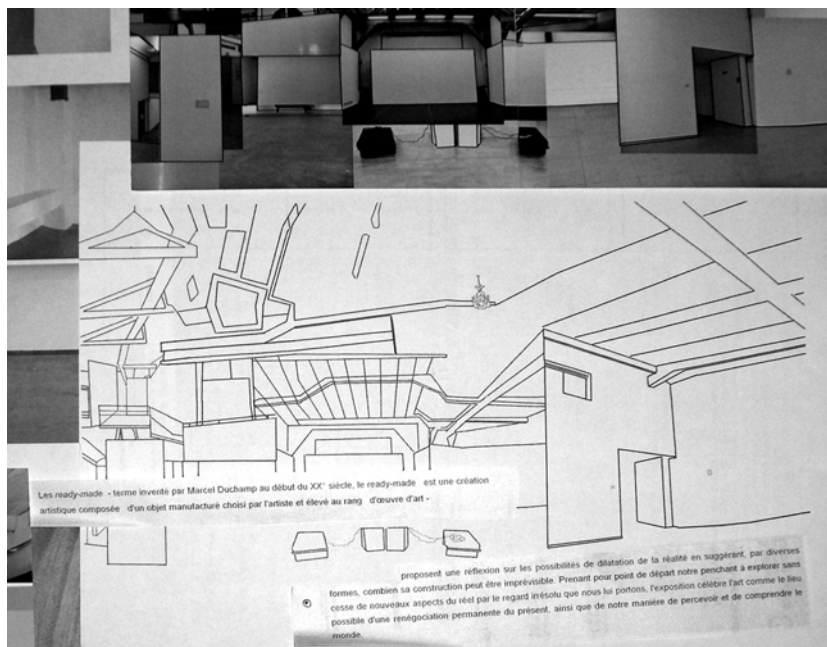 Les ready-made - terme inventé par Marcel Duchamp au début du XX° siècle, le ready-made est une création
artistique composée d'un objet manufacturé choisi par l'artiste et élevé au rang d'œuvre d'art -
proposent une réflexion sur les possibilités de dilatation de la réalité en suggérant, par diverses
formes, combien sa construction peut être imprévisible. Prenant pour point de départ notre penchant à explorer sans
cesse de nouveaux aspects du réel par le regard irrésolu que nous lui portons, l'exposition célèbre l'art comme le lieu
possible d'une renégociation permanente du présent, ainsi que de notre manière de percevoir et de comprendre le
monde.